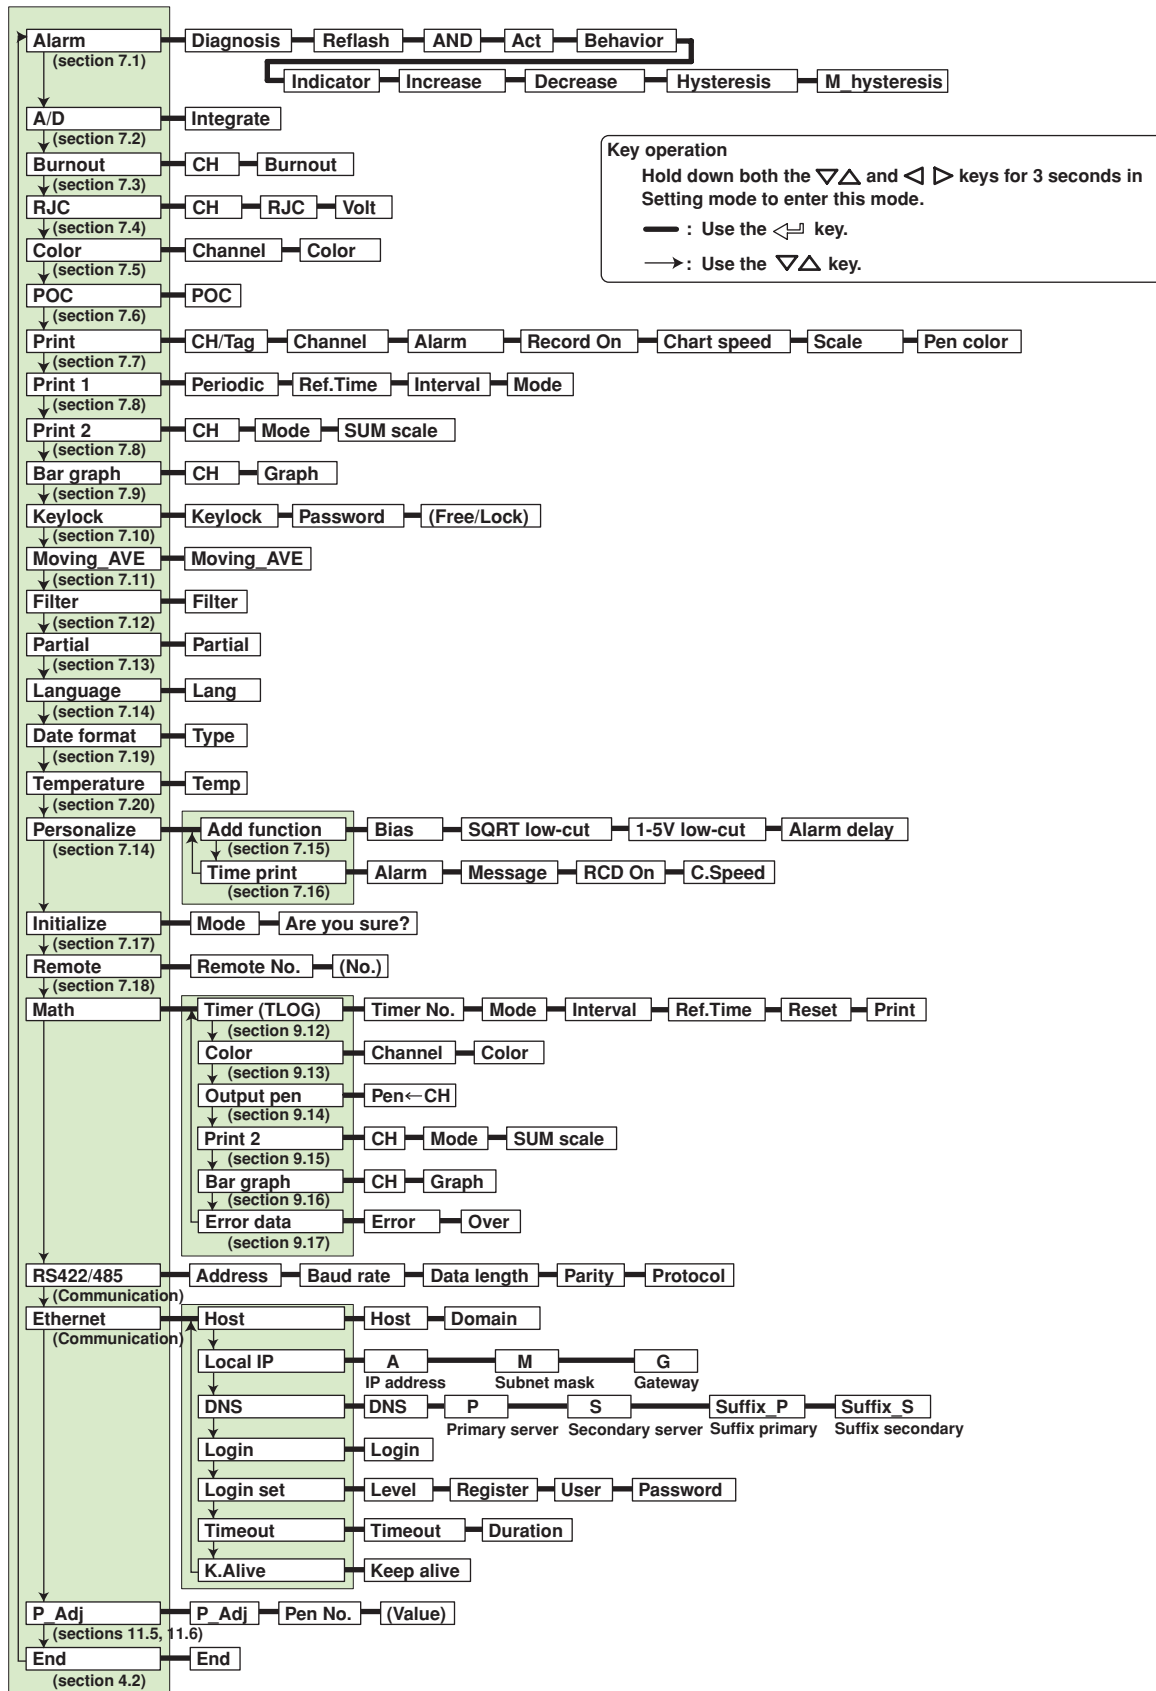 Alarm Diagnosis Reflash AND Act Behavior
(section 7.1)
Indicator Increase Decrease Hysteresis M_hysteresis
A/D Integrate
(section 7.2)
Key operation
Hold down both the ▽△ and ◁ ▷ keys for 3 seconds in
Setting mode to enter this mode.
: Use the key.
: Use the ▽△ key.
Burnout CH Burnout
(section 7.3)
RJC CH RJC Volt
(section 7.4)
Color Channel Color
(section 7.5)
POC POC
(section 7.6)
Print CH/Tag Channel Alarm Record On Chart speed Scale Pen color
(section 7.7)
Print 1 Periodic Ref.Time Interval Mode
(section 7.8)
Print 2 CH Mode SUM scale
(section 7.8)
Bar graph CH Graph
(section 7.9)
Keylock Keylock Password (Free/Lock)
(section 7.10)
Moving_AVE Moving_AVE
(section 7.11)
Filter Filter
(section 7.12)
Partial Partial
(section 7.13)
Language Lang
(section 7.14)
Date format Type
(section 7.19)
Temperature Temp
(section 7.20)
Personalize Add function Bias SQRT low-cut 1-5V low-cut Alarm delay
(section 7.14) (section 7.15)
Time print Alarm Message RCD On C.Speed
(section 7.16)
Initialize Mode Are you sure?
(section 7.17)
Remote Remote No. (No.)
(section 7.18)
Math Timer (TLOG) Timer No. Mode Interval Ref.Time Reset Print
(section 9.12)
Color Channel Color
(section 9.13)
Output pen Pen←CH
(section 9.14)
Print 2 CH Mode SUM scale
(section 9.15)
Bar graph CH Graph
(section 9.16)
Error data Error Over
(section 9.17)
RS422/485 Address Baud rate Data length Parity Protocol
(Communication)
Ethernet Host Host Domain
(Communication)
Local IP A M G
IP address Subnet mask Gateway
DNS DNS P S Suffix_P Suffix_S
Primary server Secondary server Suffix primary Suffix secondary
Login Login
Login set Level Register User Password
Timeout Timeout Duration
K.Alive Keep alive
P_Adj P_Adj Pen No. (Value)
(sections 11.5, 11.6)
End End
(section 4.2)